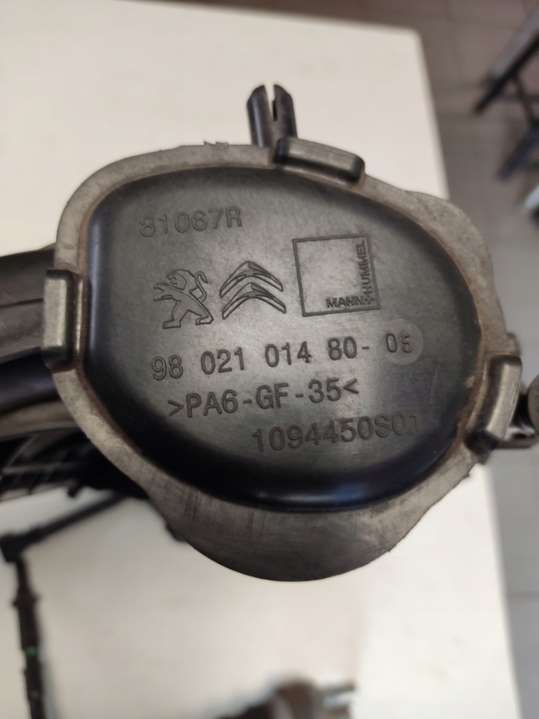 31067R
MANN+HUMMEL
98 021 014 80-05
>PA6-GF-35<
1094450S01